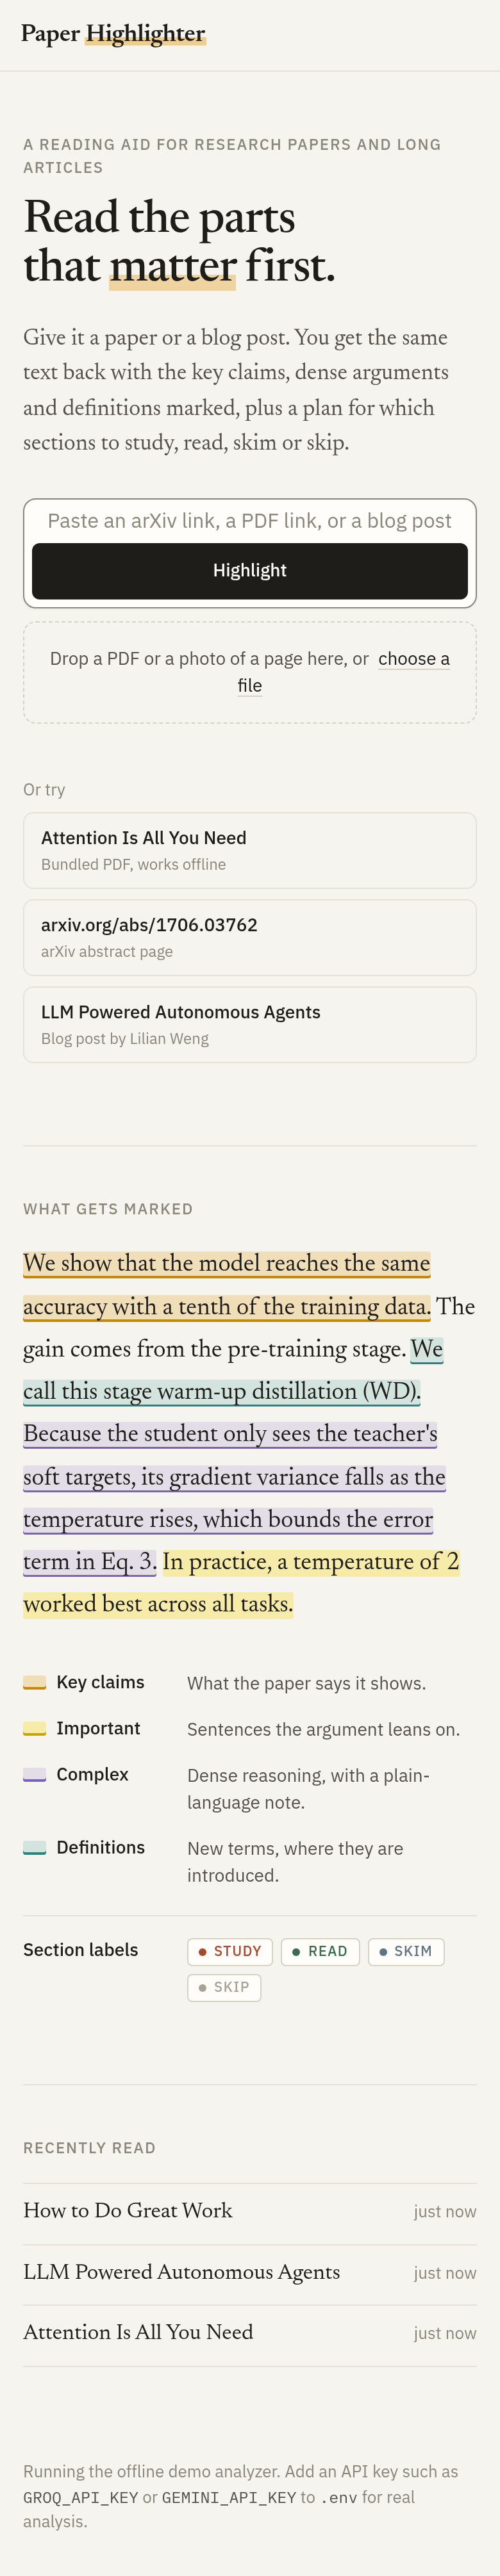 Paper Highlighter
A READING AID FOR RESEARCH PAPERS AND LONG
ARTICLES
Read the parts
that matter first.
Give it a paper or a blog post. You get the same
text back with the key claims, dense arguments
and definitions marked, plus a plan for which
sections to study, read, skim or skip.
Paste an arXiv link, a PDF link, or a blog post
Highlight
Drop a PDF or a photo of a page here, or choose a
file
Or try
Attention Is All You Need
Bundled PDF, works offline
arxiv.org/abs/1706.03762
arXiv abstract page
LLM Powered Autonomous Agents
Blog post by Lilian Weng
WHAT GETS MARKED
We show that the model reaches the same
accuracy with a tenth of the training data. The
gain comes from the pre-training stage. We
call this stage warm-up distillation (WD).
Because the student only sees the teacher's
soft targets, its gradient variance falls as the
temperature rises, which bounds the error
term in Eq. 3. In practice, a temperature of 2
worked best across all tasks.
Key claims What the paper says it shows.
Important Sentences the argument leans on.
Complex Dense reasoning, with a plain-
language note.
Definitions New terms, where they are
introduced.
Section labels STUDY READ SKIM
SKIP
RECENTLY READ
How to Do Great Work just now
LLM Powered Autonomous Agents just now
Attention Is All You Need just now
Running the offline demo analyzer. Add an API key such as
GROQ_API_KEY or GEMINI_API_KEY to .env for real
analysis.